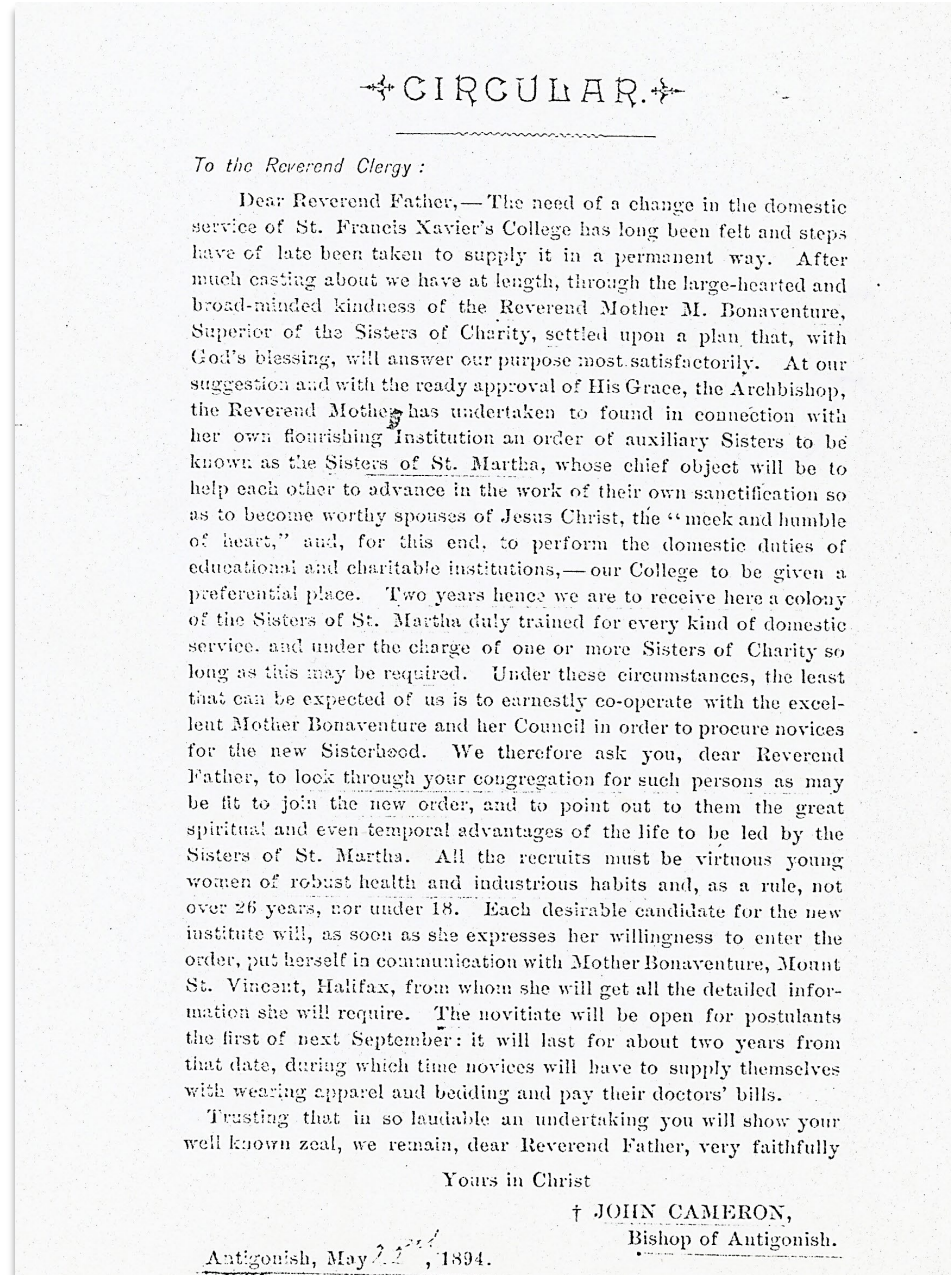 CIRCULAR.
To the Reverend Clergy :
Dear Reverend Father,— The need of a change in the domestic
service of St. Francis Xavier's College has long been felt and steps
have of late been taken to supply it in a permanent way. After
much casting about we have at length, through the large-hearted and
broad-minded kindness of the Reverend Mother M. Bonaventure,
Superior of the Sisters of Charity, settled upon a plan that, with
God's blessing, will answer our purpose most satisfactorily. At our
suggestion and with the ready approval of His Grace, the Archbishop,
the Reverend Mother has undertaken to found in connection with
her own flourishing Institution an order of auxiliary Sisters to be
known as the Sisters of St. Martha, whose chief object will be to
help each other to advance in the work of their own sanctification so
as to become worthy spouses of Jesus Christ, the “ meek and humble
of heart,” and, for this end, to perform the domestic duties of
educational and charitable institutions,— our College to be given a
preferential place. Two years hence we are to receive here a colony
of the Sisters of St. Martha duly trained for every kind of domestic
service, and under the charge of one or more Sisters of Charity so
long as this may be required. Under these circumstances, the least
that can be expected of us is to earnestly co-operate with the excel-
lent Mother Bonaventure and her Council in order to procure novices
for the new Sisterhood. We therefore ask you, dear Reverend
Father, to look through your congregation for such persons as may
be fit to join the new order, and to point out to them the great
spiritual and even temporal advantages of the life to be led by the
Sisters of St. Martha. All the recruits must be virtuous young
women of robust health and industrious habits and, as a rule, not
over 26 years, nor under 18. Each desirable candidate for the new
institute will, as soon as she expresses her willingness to enter the
order, put herself in communication with Mother Bonaventure, Mount
St. Vincent, Halifax, from whom she will get all the detailed infor-
mation she will require. The novitiate will be open for postulants
the first of next September: it will last for about two years from
that date, during which time novices will have to supply themselves
with wearing apparel and bedding and pay their doctors' bills.
Trusting that in so laudable an undertaking you will show your
well known zeal, we remain, dear Reverend Father, very faithfully
Yours in Christ
† JOHN CAMERON,
Bishop of Antigonish.
Antigonish, May 22nd, 1894.